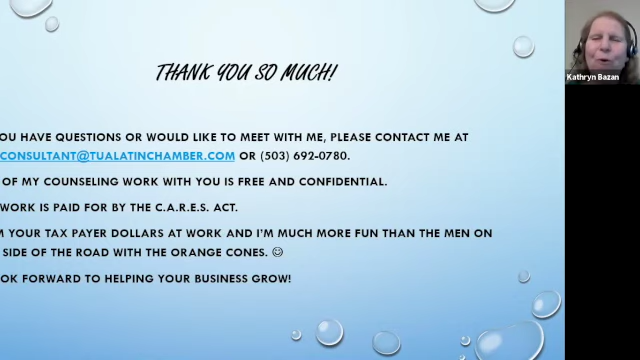 THANK YOU SO MUCH!
Kathryn Bazan
OU HAVE QUESTIONS OR WOULD LIKE TO MEET WITH ME, PLEASE CONTACT ME AT
CONSULTANT@TUALATINCHAMBER.COM OR (503) 692-0780.
OF MY COUNSELING WORK WITH YOU IS FREE AND CONFIDENTIAL.
WORK IS PAID FOR BY THE C.A.R.E.S. ACT.
M YOUR TAX PAYER DOLLARS AT WORK AND I'M MUCH MORE FUN THAN THE MEN ON
SIDE OF THE ROAD WITH THE ORANGE CONES. ☺
OK FORWARD TO HELPING YOUR BUSINESS GROW!